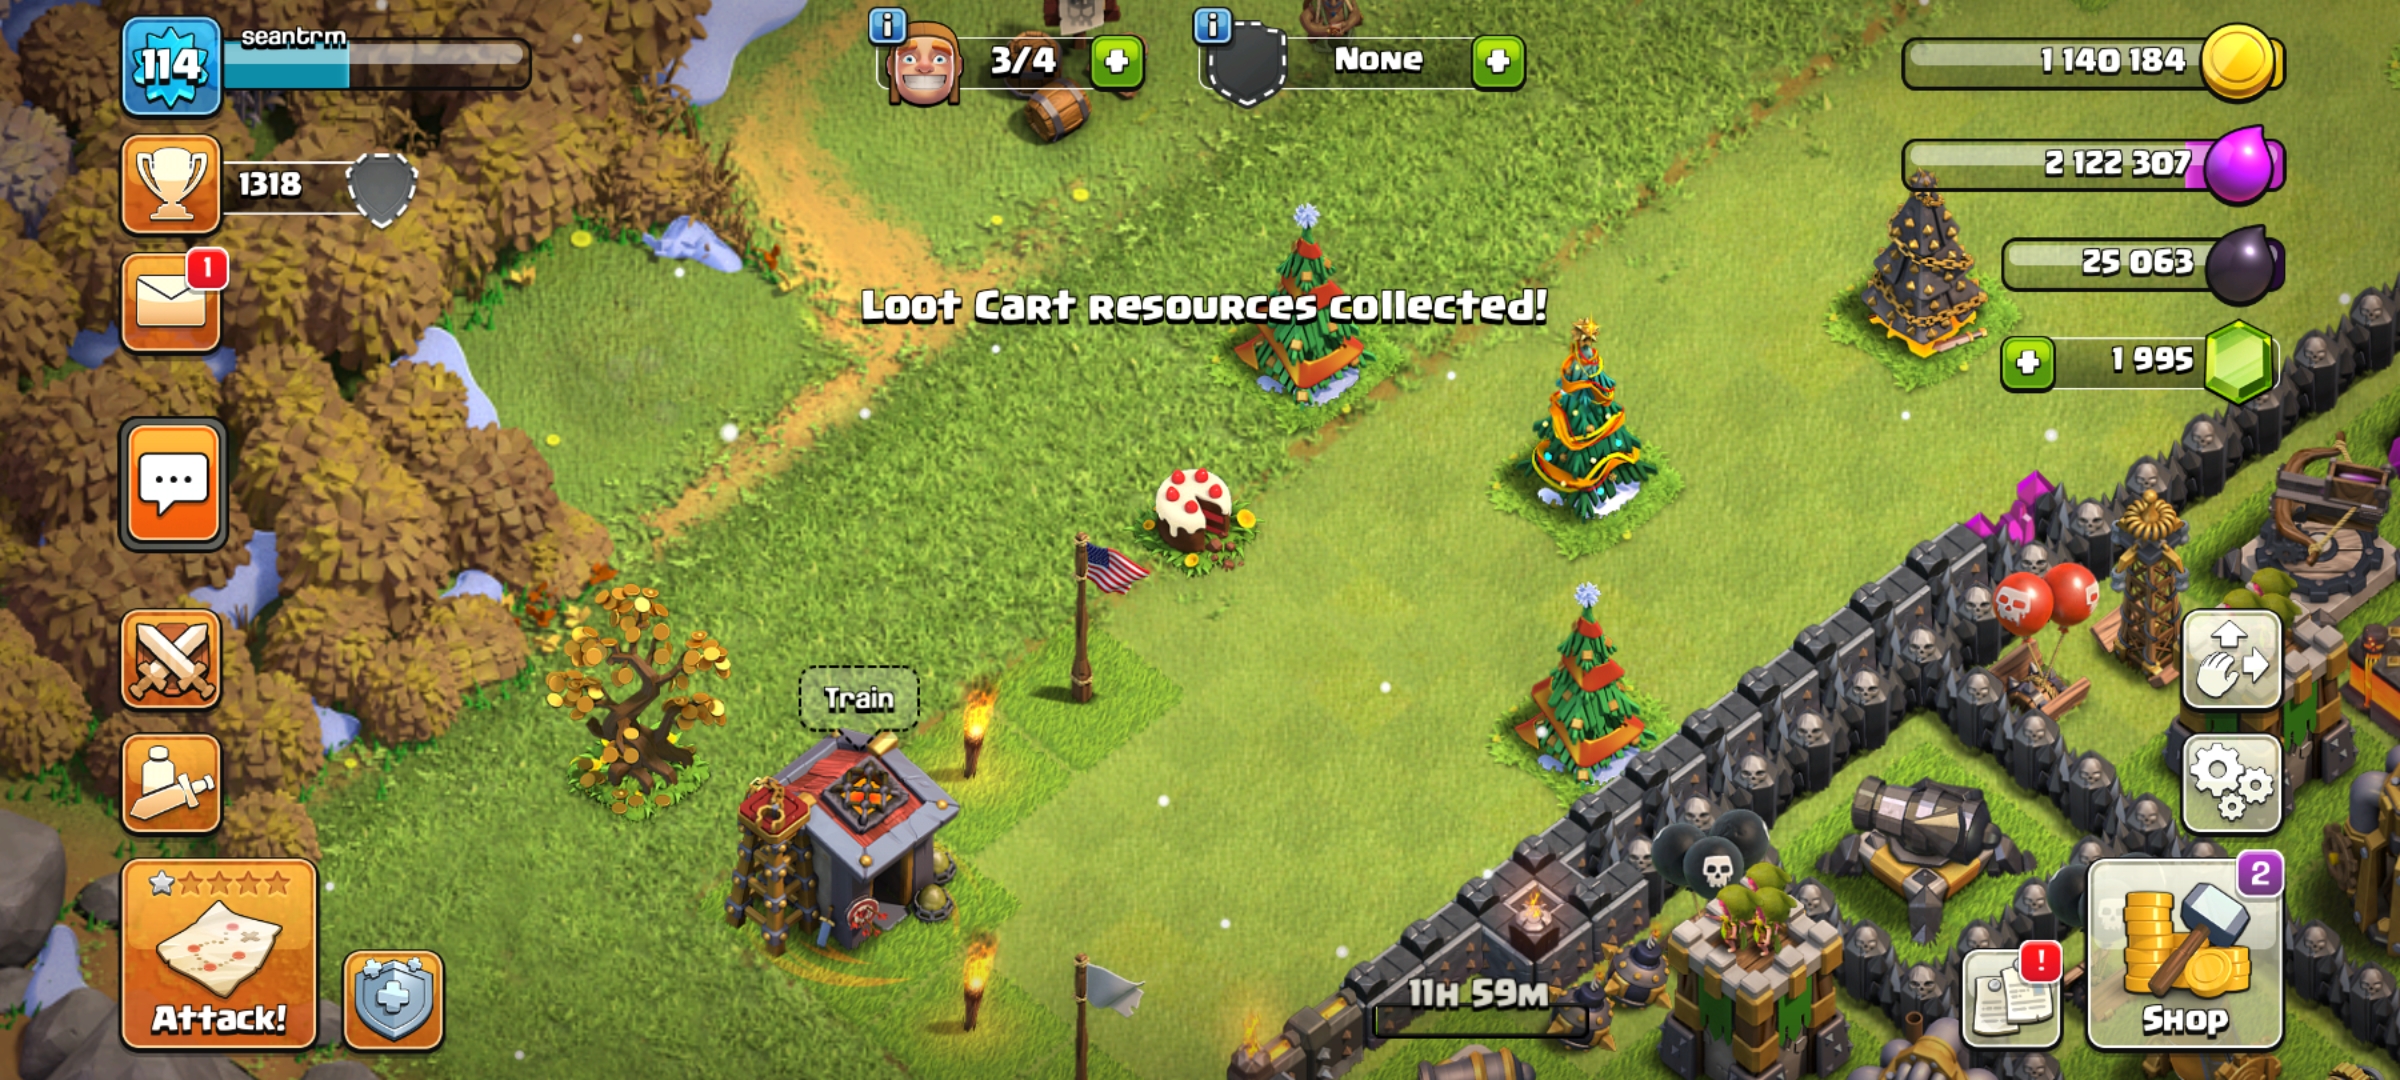 114
seantrm
3/4
None
1 140 184
1318
2 122 307
1
25 063
Loot Cart resources collected!
1 995
Train
2
!
11H 59M
Attack!
Shop